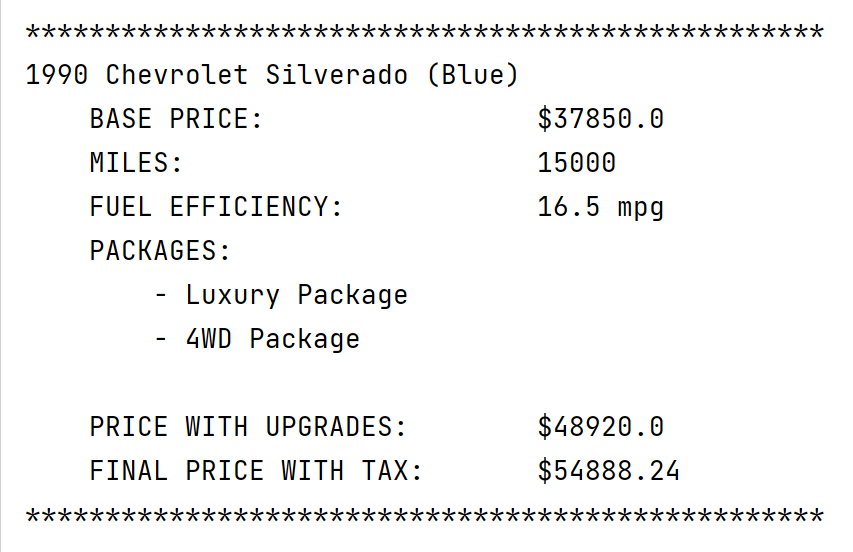 **************************************************
1990 Chevrolet Silverado (Blue)
    BASE PRICE:                 $37850.0
    MILES:                      15000
    FUEL EFFICIENCY:            16.5 mpg
    PACKAGES:
        - Luxury Package
        - 4WD Package

    PRICE WITH UPGRADES:        $48920.0
    FINAL PRICE WITH TAX:       $54888.24
**************************************************